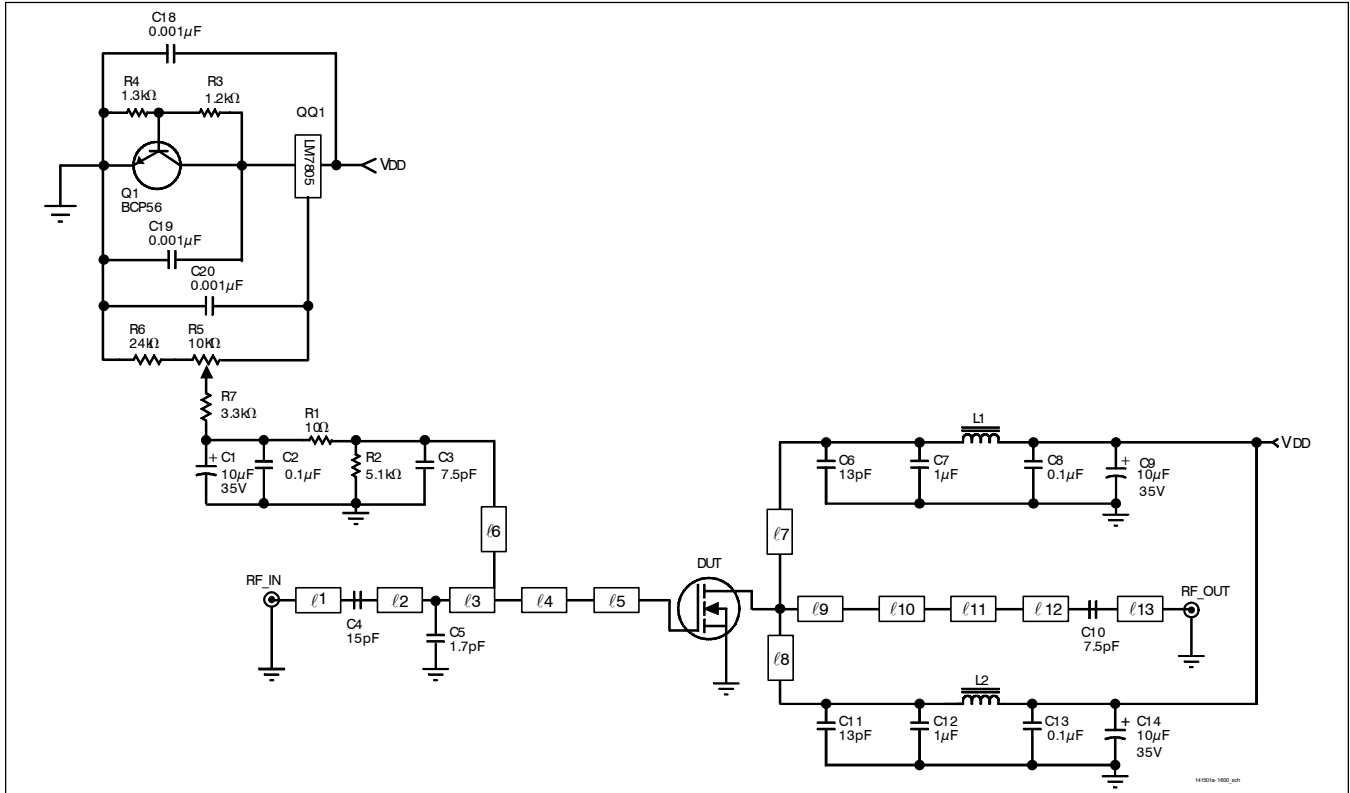 C18
0.001µF
R4
1.3kΩ
R3
1.2kΩ
QQ1
LM7805
VDD
Q1
BCP56
C19
0.001µF
C20
0.001µF
R6
24kΩ
R5
10KΩ
R7
3.3kΩ
R1
10Ω
+ C1
10µF
35V
C2
0.1µF
R2
5.1kΩ
C3
7.5pF
ℓ6
RF_IN
ℓ1
C4
15pF
ℓ2
C5
1.7pF
ℓ3
ℓ4
ℓ5
DUT
L1
VDD
C6
13pF
C7
1µF
C8
0.1µF
+ C9
10µF
35V
ℓ7
ℓ9
ℓ10
ℓ11
ℓ12
C10
7.5pF
ℓ13
RF_OUT
ℓ8
L2
C11
13pF
C12
1µF
C13
0.1µF
+ C14
10µF
35V
141501a-1600_sch